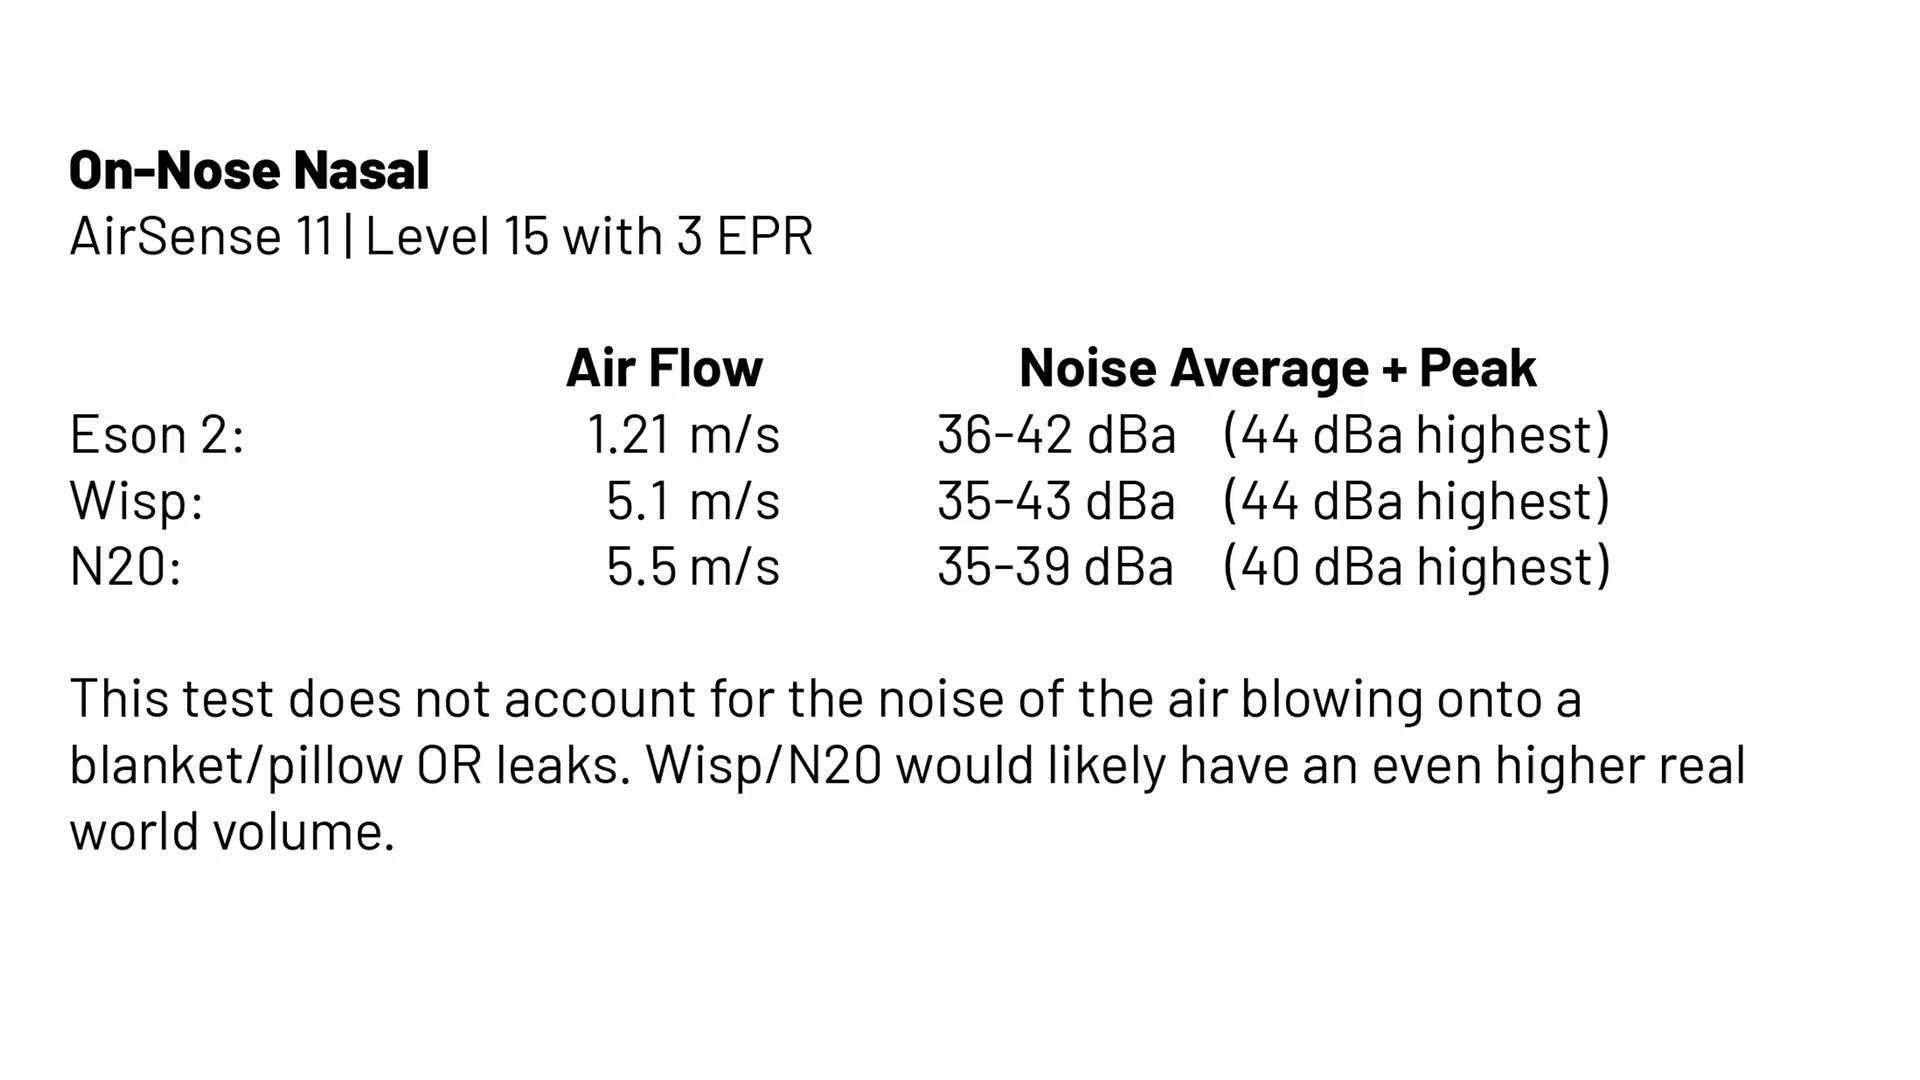 On-Nose Nasal
AirSense 11 | Level 15 with 3 EPR
Air Flow Noise Average + Peak
Eson 2: 1.21 m/s 36-42 dBa (44 dBa highest)
Wisp: 5.1 m/s 35-43 dBa (44 dBa highest)
N20: 5.5 m/s 35-39 dBa (40 dBa highest)
This test does not account for the noise of the air blowing onto a
blanket/pillow OR leaks. Wisp/N20 would likely have an even higher real
world volume.